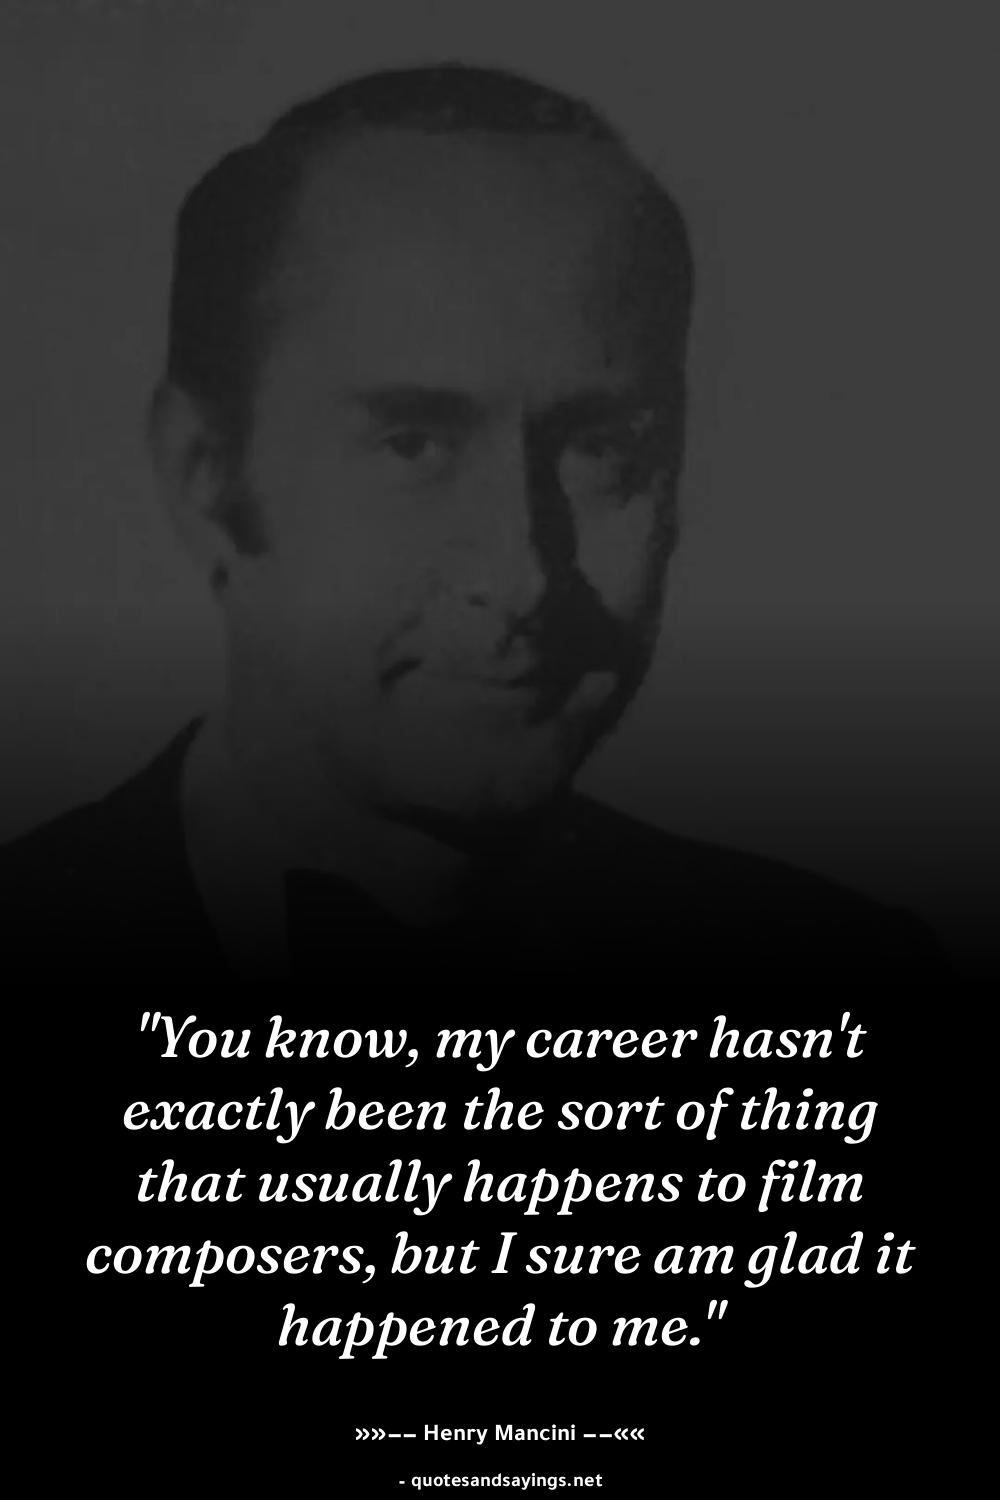 "You know, my career hasn't
exactly been the sort of thing
that usually happens to film
composers, but I sure am glad it
happened to me."
»»−− Henry Mancini −−««
- quotesandsayings.net